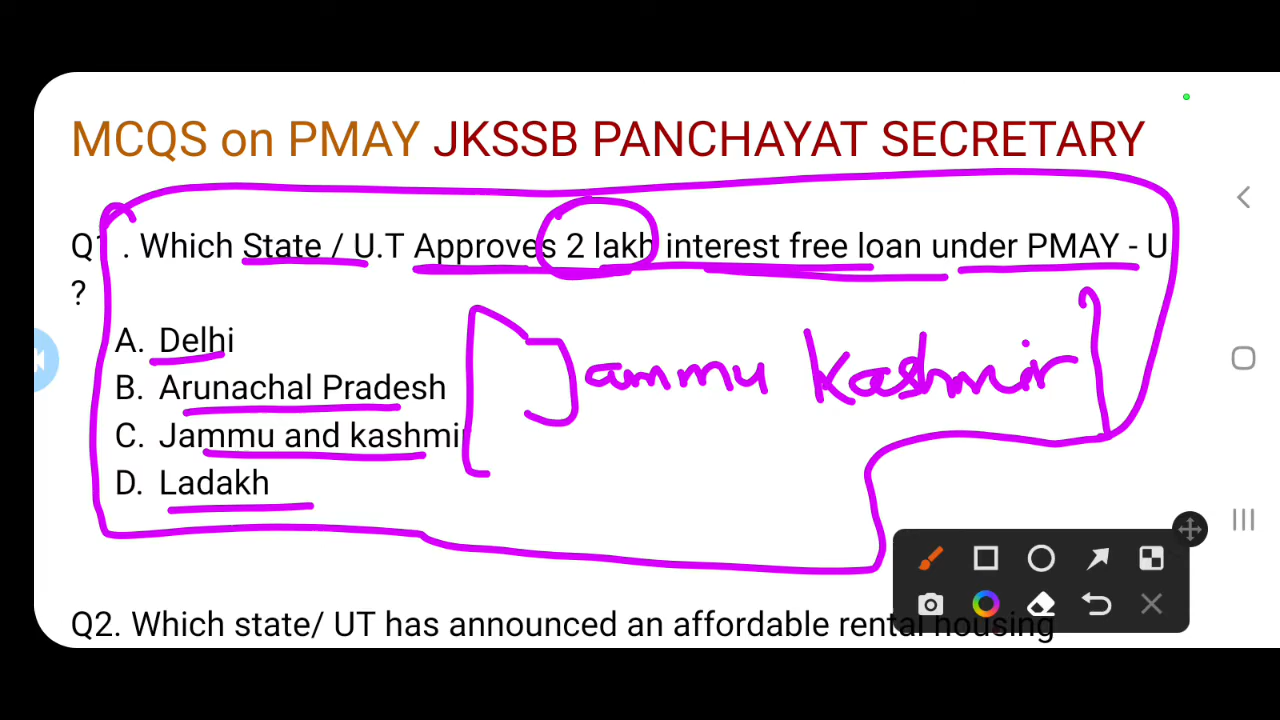 MCQS on PMAY JKSSB PANCHAYAT SECRETARY
Q1 . Which State / U.T Approves 2 lakh interest free loan under PMAY - U
?
A. Delhi
B. Arunachal Pradesh
C. Jammu and kashmir
D. Ladakh
Jammu Kashmir
Q2. Which state/ UT has announced an affordable rental housing